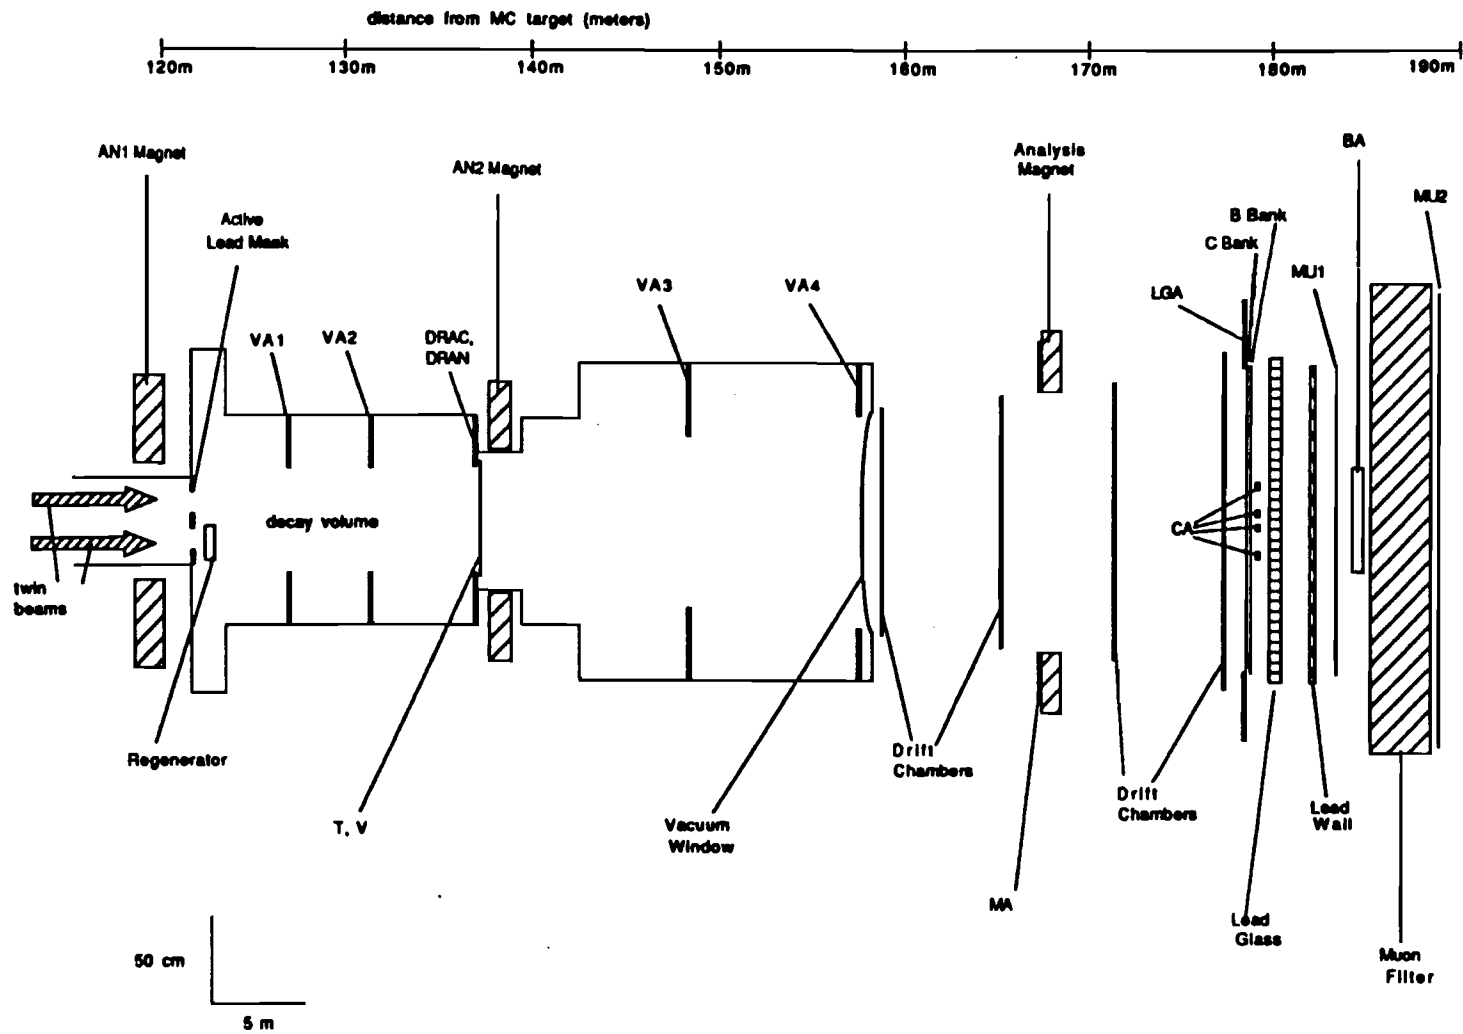 distance from MC target (meters)
120m 130m 140m 150m 160m 170m 180m 190m
AN1 Magnet
AN2 Magnet
Analysis
Magnet
BA
MU2
Active
Lead Mask
B Bank
C Bank
MU1
LGA
VA1
VA2
DRAC,
DRAN
VA3
VA4
decay volume
CA
twin
beams
Regenerator
T, V
Vacuum
Window
Drift
Chambers
Drift
Chambers
Lead
Wall
MA
Lead
Glass
Muon
Filter
50 cm
5 m